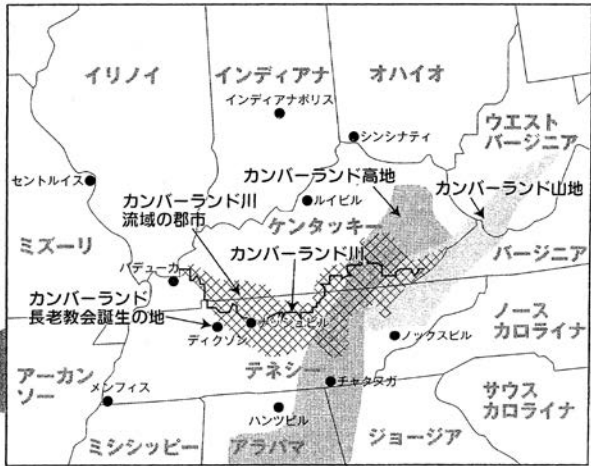 イリノイ
インディアナ
オハイオ
インディアナポリス
シンシナティ
ウエスト
バージニア
カンバーランド高地
カンバーランド山地
セントルイス
ルイビル
カンバーランド川
流域の郡市
ケンタッキー
ミズーリ
カンバーランド川
バージニア
パデューカ
カンバーランド
長老教会誕生の地
ナッシュビル
ディクソン
ノックスビル
ノース
カロライナ
テネシー
アーカン
ソー
メンフィス
チャタヌガ
サウス
カロライナ
ハンツビル
ミシシッピー
アラバマ
ジョージア